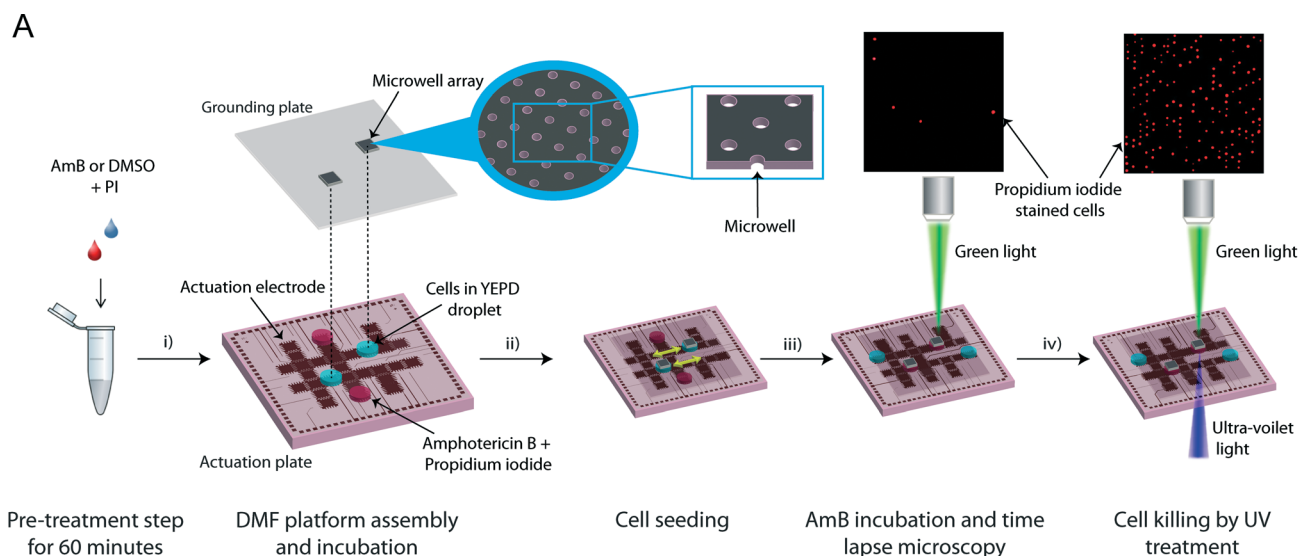 A
Microwell array
Grounding plate
AmB or DMSO
+ PI
Microwell
Propidium iodide
stained cells
Green light
Green light
Actuation electrode
Cells in YEPD
droplet
i)
ii)
iii)
iv)
Amphotericin B +
Propidium iodide
Actuation plate
Ultra-voilet
light
Pre-treatment step
for 60 minutes
DMF platform assembly
and incubation
Cell seeding
AmB incubation and time
lapse microscopy
Cell killing by UV
treatment